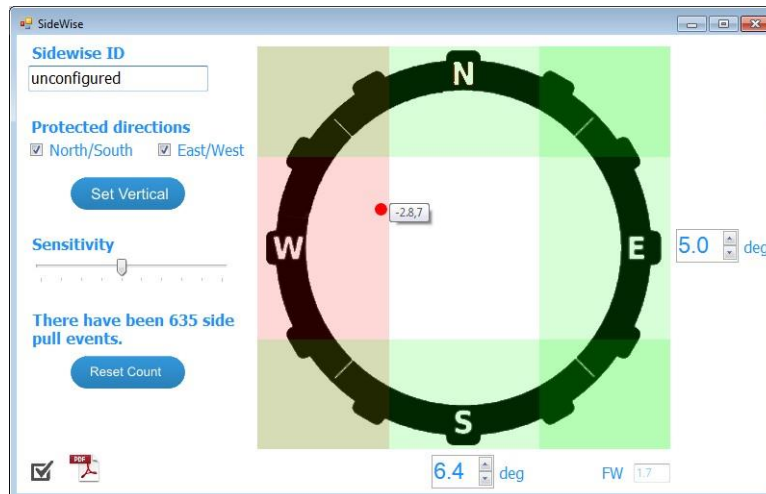 SideWise
Sidewise ID
unconfigured
Protected directions
North/South East/West
Set Vertical
Sensitivity
There have been 635 side
pull events.
Reset Count
PDF
N
-2.8,7
W
E
S
5.0 deg
6.4 deg
FW 1.7